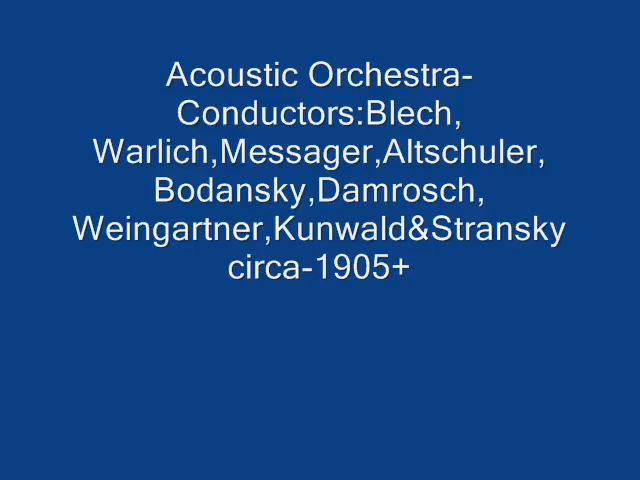 Acoustic Orchestra-
Conductors:Blech,
Warlich,Messager,Altschuler,
Bodansky,Damrosch,
Weingartner,Kunwald&Stransky
circa-1905+